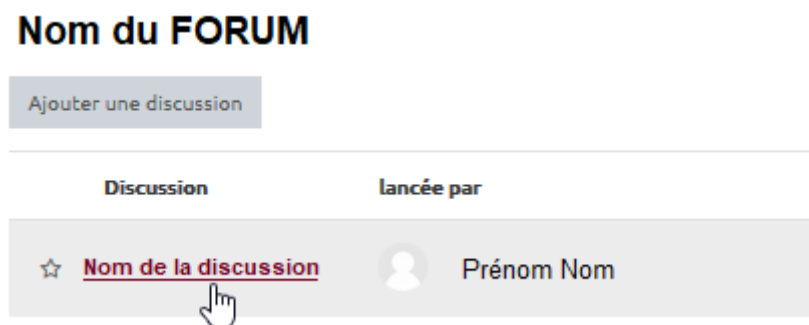 Nom du FORUM
Ajouter une discussion
Discussion lancée par
Nom de la discussion Prénom Nom